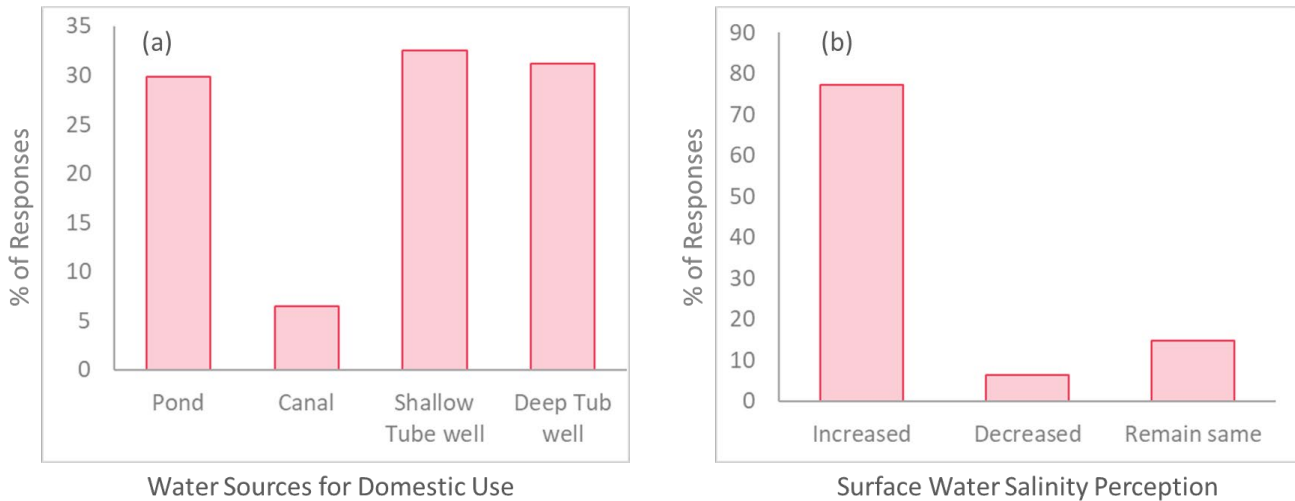 (a)
% of Responses
35
30
25
20
15
10
5
0
Pond
Canal
Shallow
Tube well
Deep Tub
well
Water Sources for Domestic Use
(b)
% of Responses
90
80
70
60
50
40
30
20
10
0
Increased
Decreased
Remain same
Surface Water Salinity Perception